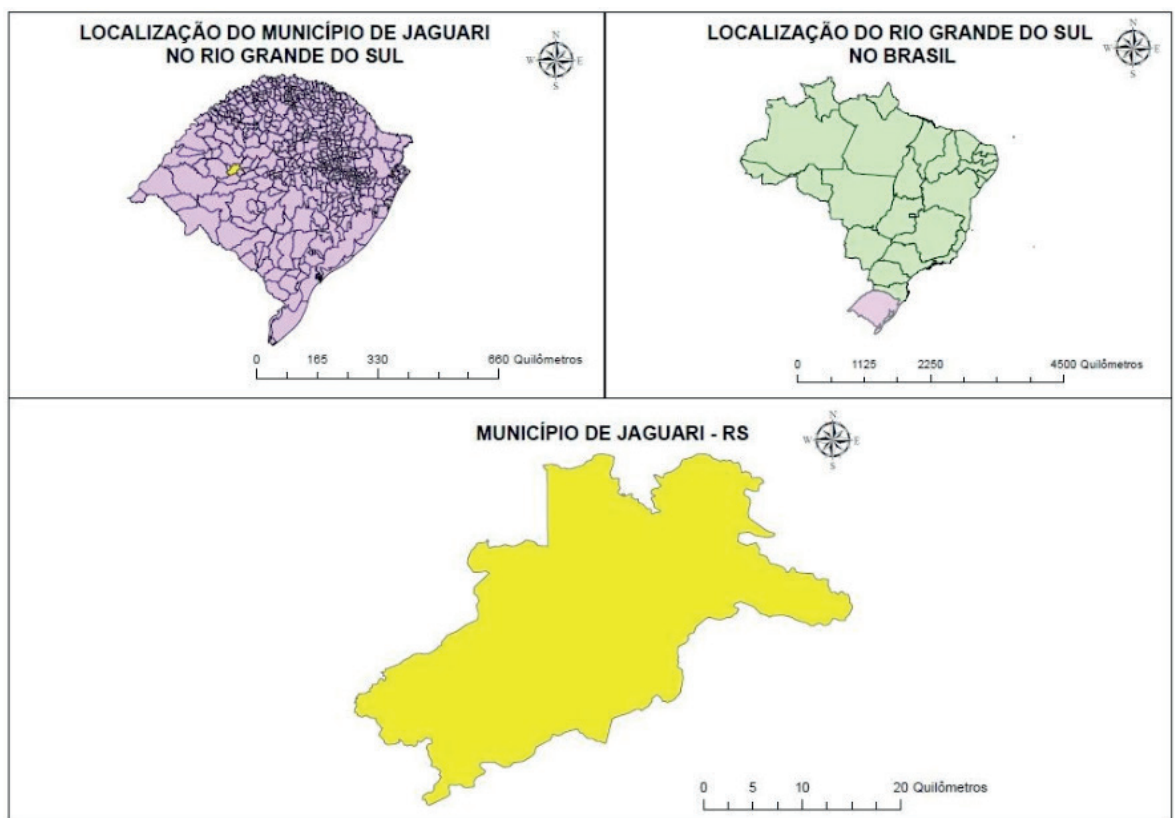 LOCALIZAÇÃO DO MUNICÍPIO DE JAGUARI
NO RIO GRANDE DO SUL
N
W E
S
0 165 330 660 Quilômetros
LOCALIZAÇÃO DO RIO GRANDE DO SUL
NO BRASIL
N
W E
S
0 1125 2250 4500 Quilômetros
MUNICÍPIO DE JAGUARI - RS
N
W E
S
0 5 10 20 Quilômetros